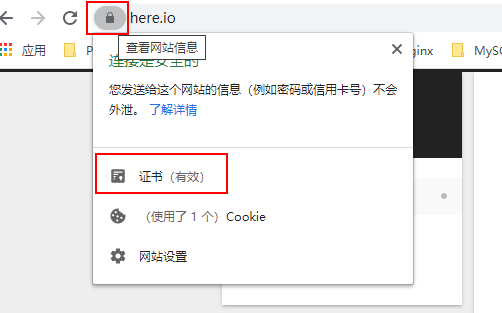 here.io
应用
P
查看网站信息
ginx
MySQ
连接是安全的
您发送给这个网站的信息（例如密码或信用卡号）不会
外泄。 了解详情
证书（有效）
（使用了 1 个）Cookie
网站设置